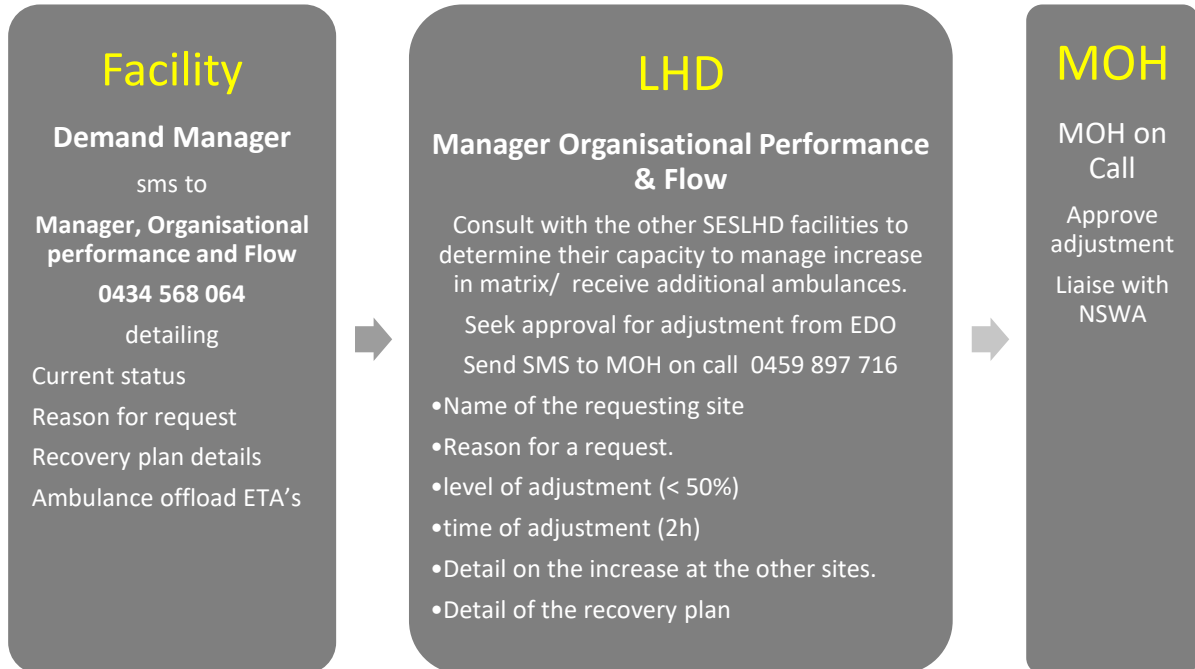 Facility
Demand Manager
sms to
Manager, Organisational
performance and Flow
0434 568 064
detailing
Current status
Reason for request
Recovery plan details
Ambulance offload ETA’s
LHD
Manager Organisational Performance
& Flow
Consult with the other SESLHD facilities to
determine their capacity to manage increase
in matrix/ receive additional ambulances.
Seek approval for adjustment from EDO
Send SMS to MOH on call 0459 897 716
•Name of the requesting site
•Reason for a request.
•level of adjustment (< 50%)
•time of adjustment (2h)
•Detail on the increase at the other sites.
•Detail of the recovery plan
MOH
MOH on
Call
Approve
adjustment
Liaise with
NSWA